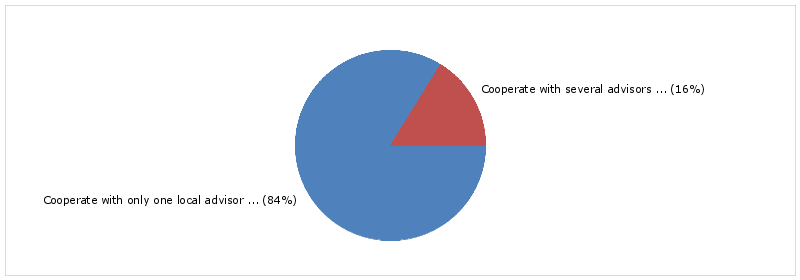 Cooperate with several advisors ... (16%)
Cooperate with only one local advisor ... (84%)